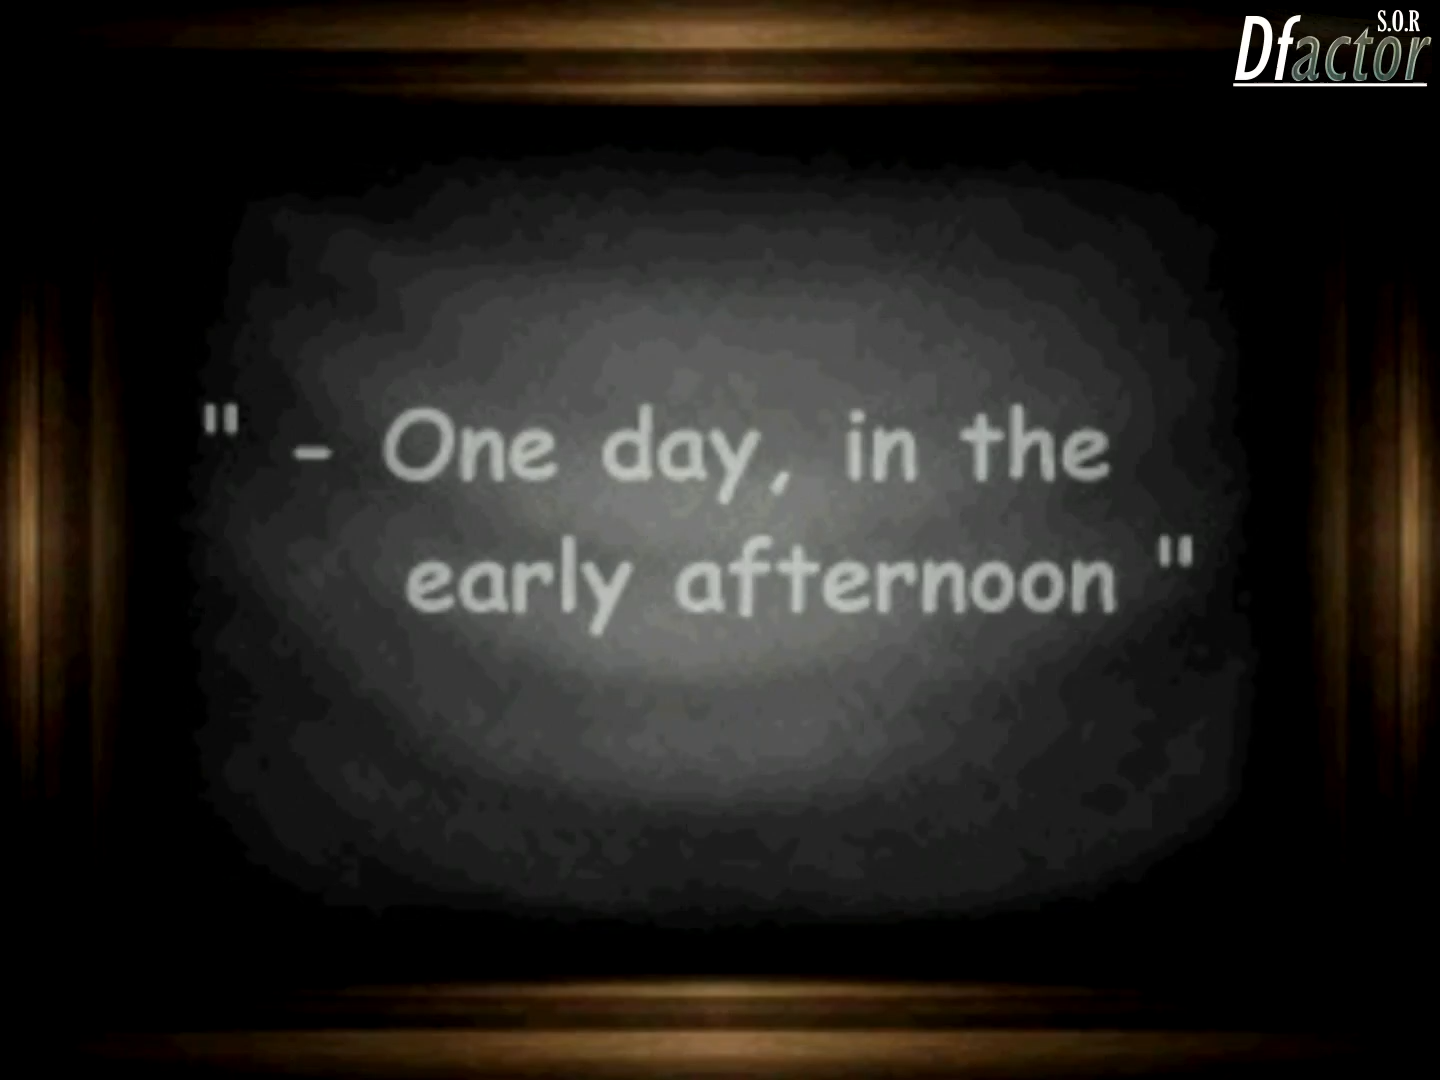 S.O.R
Dfactor
" - One day, in the
early afternoon "